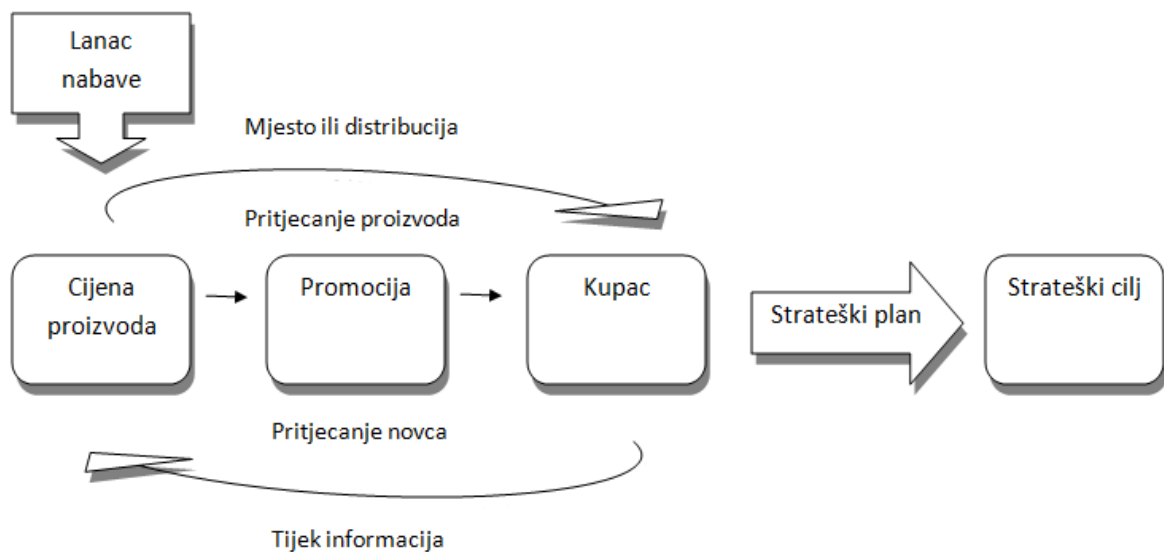 Lanac
nabave
Mjesto ili distribucija
Pritjecanje proizvoda
Cijena
proizvoda
Promocija
Kupac
Strateški plan
Strateški cilj
Pritjecanje novca
Tijek informacija